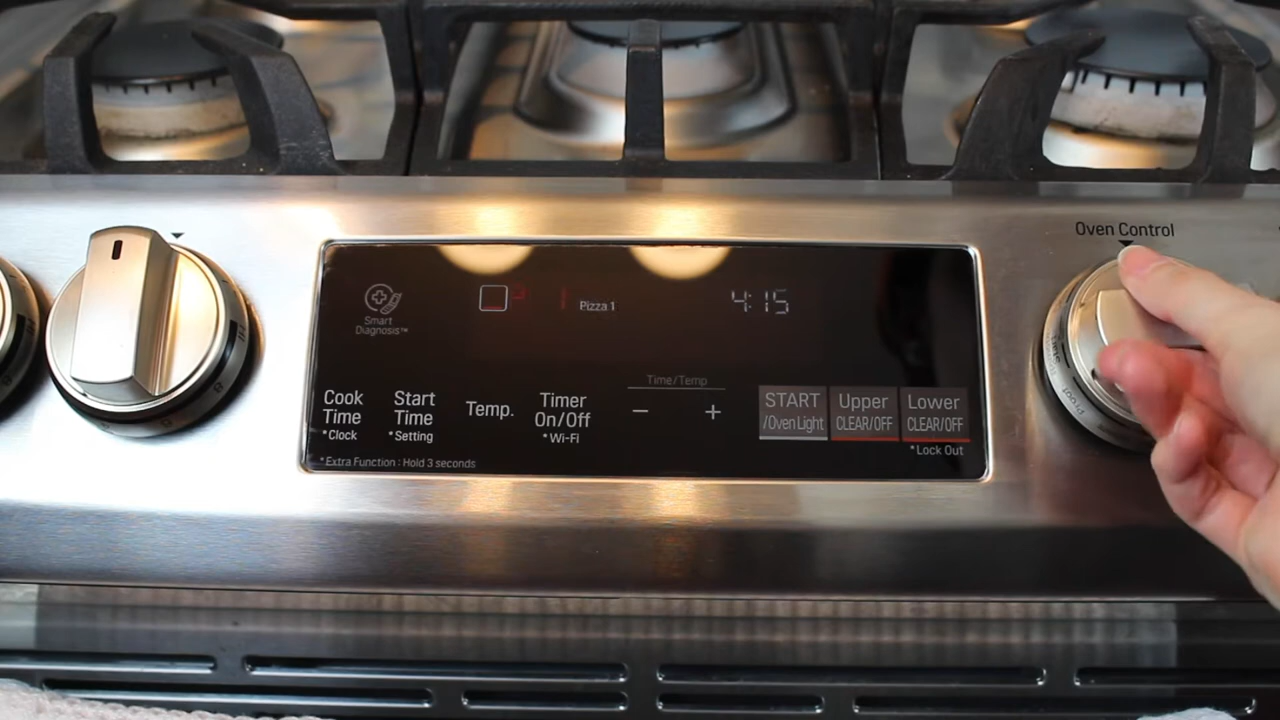 Oven Control
Smart
Diagnosis™
Pizza 1
4:15
Time/Temp
Cook
Time
*Clock
Start
Time
*Setting
Temp.
Timer
On/Off
*Wi-Fi
−
+
START
/Oven Light
Upper
CLEAR/OFF
Lower
CLEAR/OFF
*Lock Out
*Extra Function : Hold 3 seconds
Proof